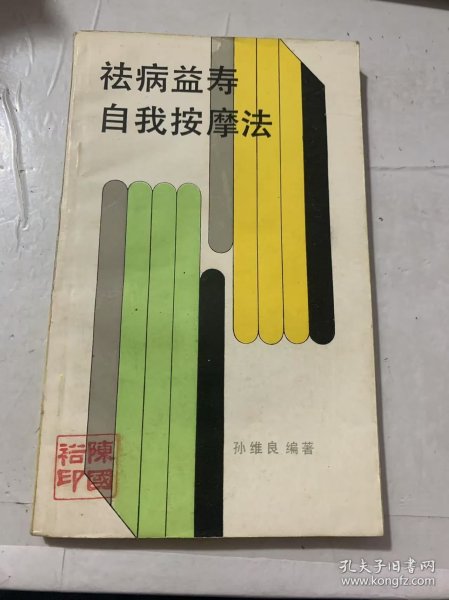 祛病益寿
自我按摩法
孙维良 编著
陳國
裕印
孔夫子旧书网
www.kongfz.com